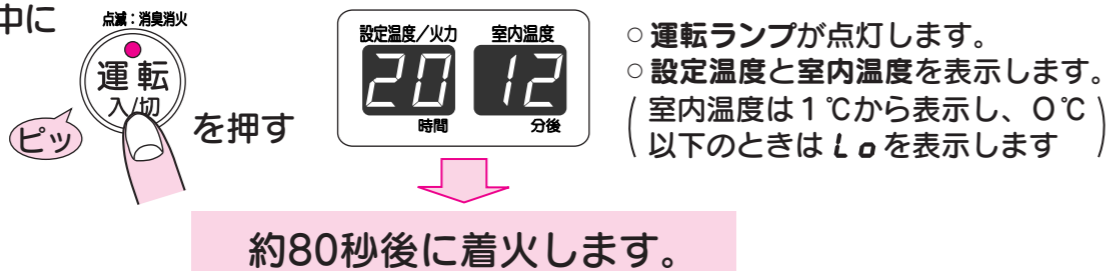 中に
点滅：消臭消火
運転
入/切
ピッ
を押す
設定温度／火力 室内温度
20 12
時間 分後
○運転ランプが点灯します。
○設定温度と室内温度を表示します。
(室内温度は1℃から表示し、0℃
以下のときは Lo を表示します)
約80秒後に着火します。